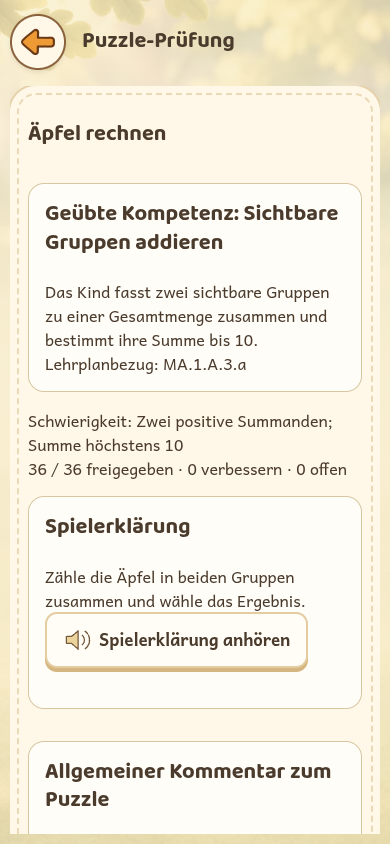 Puzzle-Prüfung
Äpfel rechnen
Geübte Kompetenz: Sichtbare
Gruppen addieren
Das Kind fasst zwei sichtbare Gruppen
zu einer Gesamtmenge zusammen und
bestimmt ihre Summe bis 10.
Lehrplanbezug: MA.1.A.3.a
Schwierigkeit: Zwei positive Summanden;
Summe höchstens 10
36 / 36 freigegeben · 0 verbessern · 0 offen
Spielerklärung
Zähle die Äpfel in beiden Gruppen
zusammen und wähle das Ergebnis.
Spielerklärung anhören
Allgemeiner Kommentar zum
Puzzle